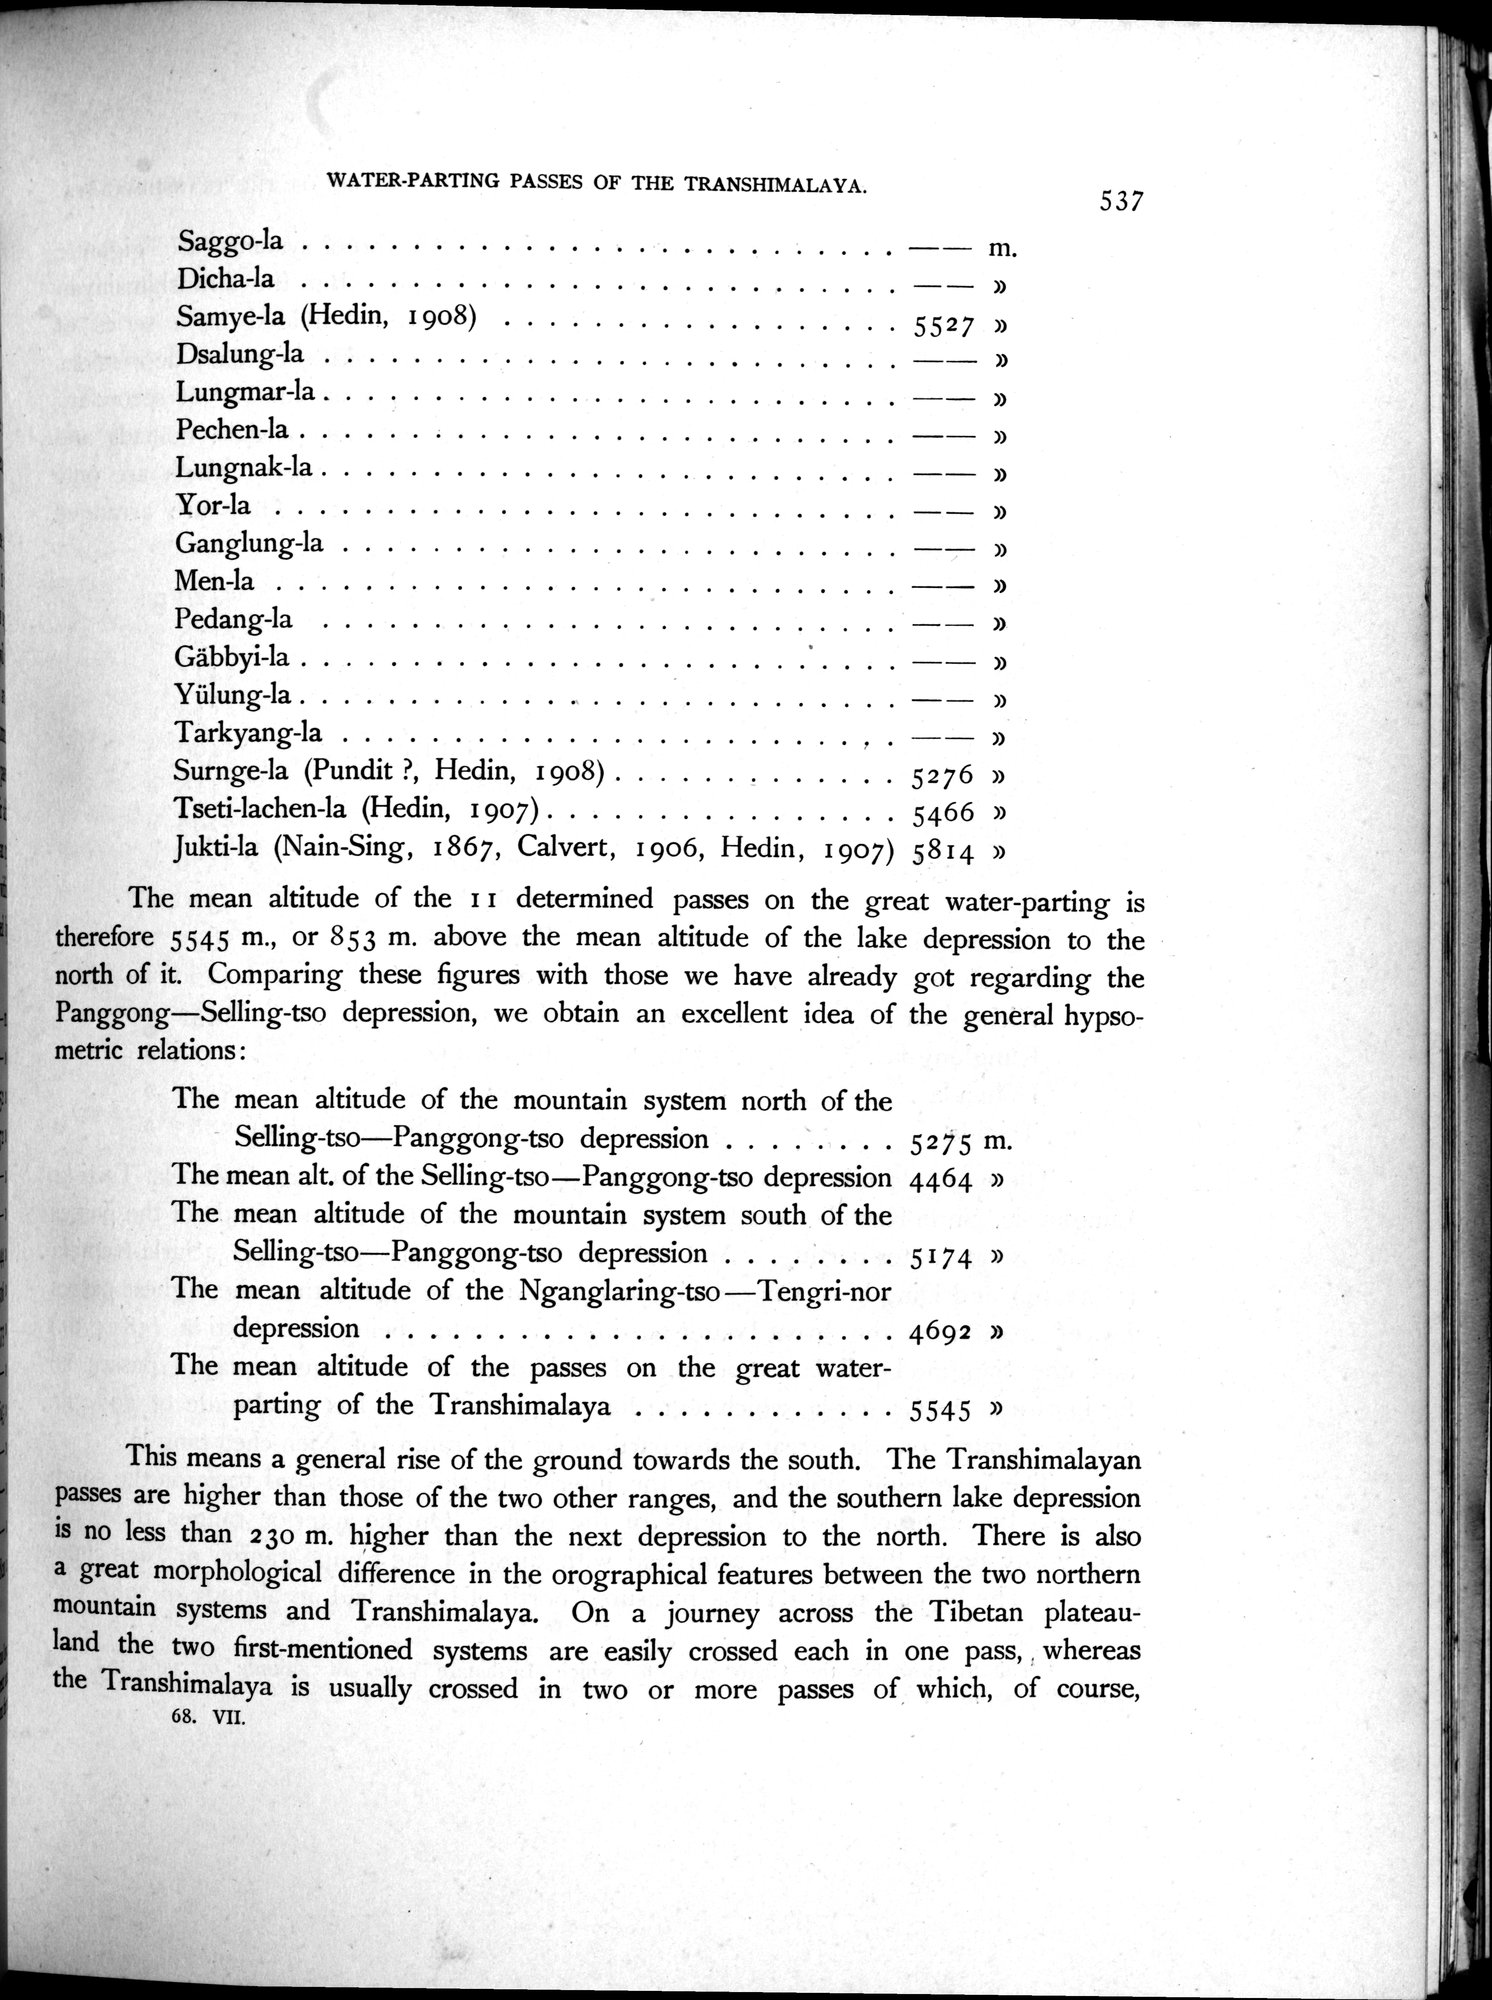 WATER-PARTING PASSES OF THE TRANSHIMALAYA.
537
Saggo-la . . . . . . . . . . . . . . . . . . . . . . . . . . . —— m.
Dicha-la . . . . . . . . . . . . . . . . . . . . . . . . . . . —— »
Samye-la (Hedin, 1908) . . . . . . . . . . . . . . . . . . 5527 »
Dsalung-la . . . . . . . . . . . . . . . . . . . . . . . . . . —— »
Lungmar-la . . . . . . . . . . . . . . . . . . . . . . . . . . —— »
Pechen-la . . . . . . . . . . . . . . . . . . . . . . . . . . . —— »
Lungnak-la . . . . . . . . . . . . . . . . . . . . . . . . . . —— »
Yor-la . . . . . . . . . . . . . . . . . . . . . . . . . . . . —— »
Ganglung-la . . . . . . . . . . . . . . . . . . . . . . . . . —— »
Men-la . . . . . . . . . . . . . . . . . . . . . . . . . . . . —— »
Pedang-la . . . . . . . . . . . . . . . . . . . . . . . . . . —— »
Gäbbyi-la . . . . . . . . . . . . . . . . . . . . . . . . . . . —— »
Yülung-la . . . . . . . . . . . . . . . . . . . . . . . . . . . —— »
Tarkyang-la . . . . . . . . . . . . . . . . . . . . . . . . . —— »
Surnge-la (Pundit ?, Hedin, 1908) . . . . . . . . . . . . . 5276 »
Tseti-lachen-la (Hedin, 1907) . . . . . . . . . . . . . . . . 5466 »
Jukti-la (Nain-Sing, 1867, Calvert, 1906, Hedin, 1907) 5814 »
The mean altitude of the 11 determined passes on the great water-parting is
therefore 5545 m., or 853 m. above the mean altitude of the lake depression to the
north of it. Comparing these figures with those we have already got regarding the
Panggong—Selling-tso depression, we obtain an excellent idea of the general hypso-
metric relations:
The mean altitude of the mountain system north of the
Selling-tso—Panggong-tso depression . . . . . . . . 5275 m.
The mean alt. of the Selling-tso—Panggong-tso depression 4464 »
The mean altitude of the mountain system south of the
Selling-tso—Panggong-tso depression . . . . . . . . 5174 »
The mean altitude of the Nganglaring-tso—Tengri-nor
depression . . . . . . . . . . . . . . . . . . . . . . . 4692 »
The mean altitude of the passes on the great water-
parting of the Transhimalaya . . . . . . . . . . . . 5545 »
This means a general rise of the ground towards the south. The Transhimalayan
passes are higher than those of the two other ranges, and the southern lake depression
is no less than 230 m. higher than the next depression to the north. There is also
a great morphological difference in the orographical features between the two northern
mountain systems and Transhimalaya. On a journey across the Tibetan plateau-
land the two first-mentioned systems are easily crossed each in one pass, whereas
the Transhimalaya is usually crossed in two or more passes of which, of course,
68. VII.